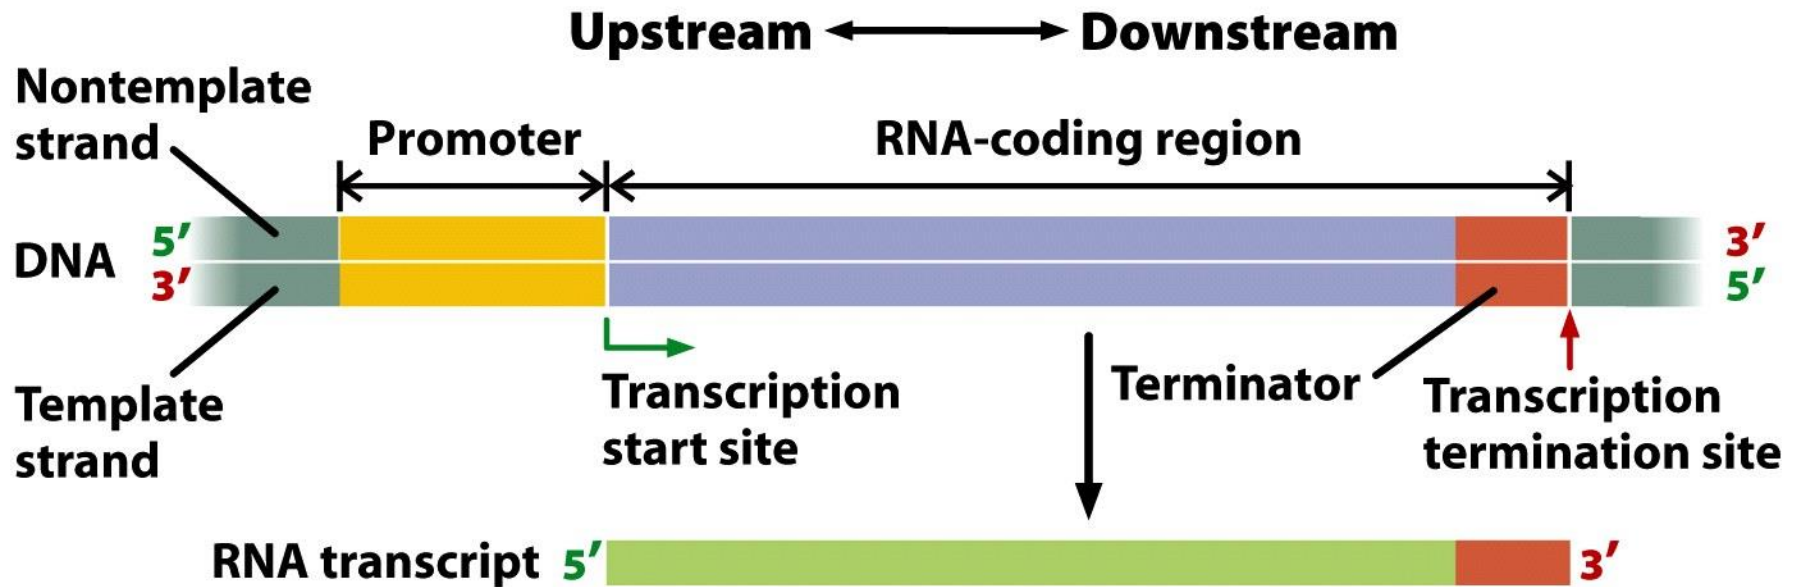 Upstream Downstream
Nontemplate
strand
Promoter
RNA-coding region
DNA
5′
3′
3′
5′
Template
strand
Transcription
start site
Terminator
Transcription
termination site
RNA transcript 5′ 3′